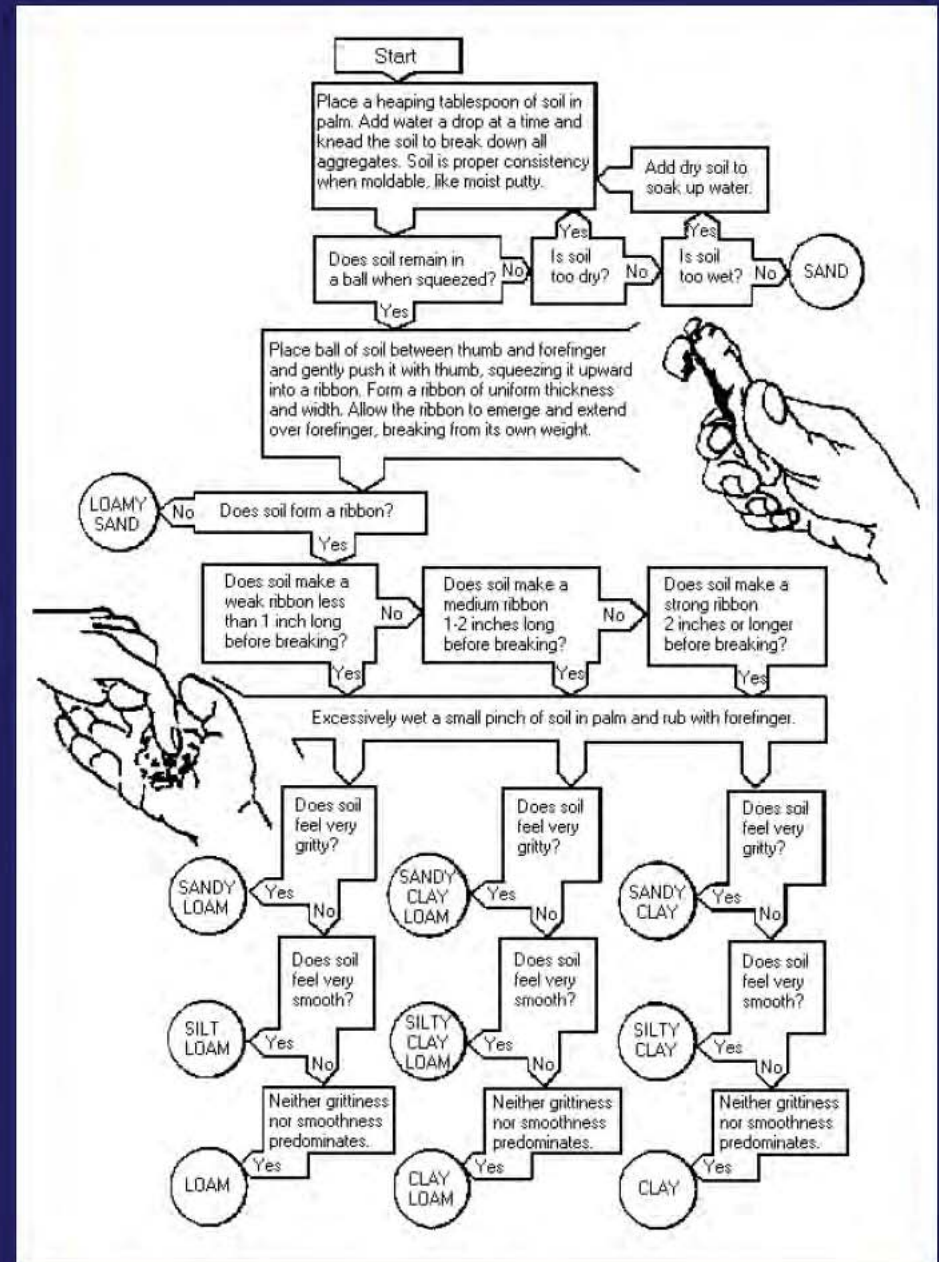 Start
Place a heaping tablespoon of soil in
palm. Add water a drop at a time and
knead the soil to break down all
aggregates. Soil is proper consistency
when moldable, like moist putty.
Add dry soil to
soak up water.
Yes
Yes
Does soil remain in
a ball when squeezed?
No
Is soil
too dry?
No
Is soil
too wet?
No
SAND
Yes
Place ball of soil between thumb and forefinger
and gently push it with thumb, squeezing it upward
into a ribbon. Form a ribbon of uniform thickness
and width. Allow the ribbon to emerge and extend
over forefinger, breaking from its own weight.
LOAMY
SAND
No
Does soil form a ribbon?
Yes
Does soil make a
weak ribbon less
than 1 inch long
before breaking?
No
Does soil make a
medium ribbon
1-2 inches long
before breaking?
No
Does soil make a
strong ribbon
2 inches or longer
before breaking?
Yes
Yes
Yes
Excessively wet a small pinch of soil in palm and rub with forefinger.
Does soil
feel very
gritty?
SANDY
LOAM
Yes
No
Does soil
feel very
gritty?
SANDY
CLAY
LOAM
Yes
No
Does soil
feel very
gritty?
SANDY
CLAY
Yes
No
Does soil
feel very
smooth?
SILT
LOAM
Yes
No
Does soil
feel very
smooth?
SILTY
CLAY
LOAM
Yes
No
Does soil
feel very
smooth?
SILTY
CLAY
Yes
No
Neither grittiness
nor smoothness
predominates.
LOAM
Yes
Neither grittiness
nor smoothness
predominates.
CLAY
LOAM
Yes
Neither grittiness
nor smoothness
predominates.
CLAY
Yes